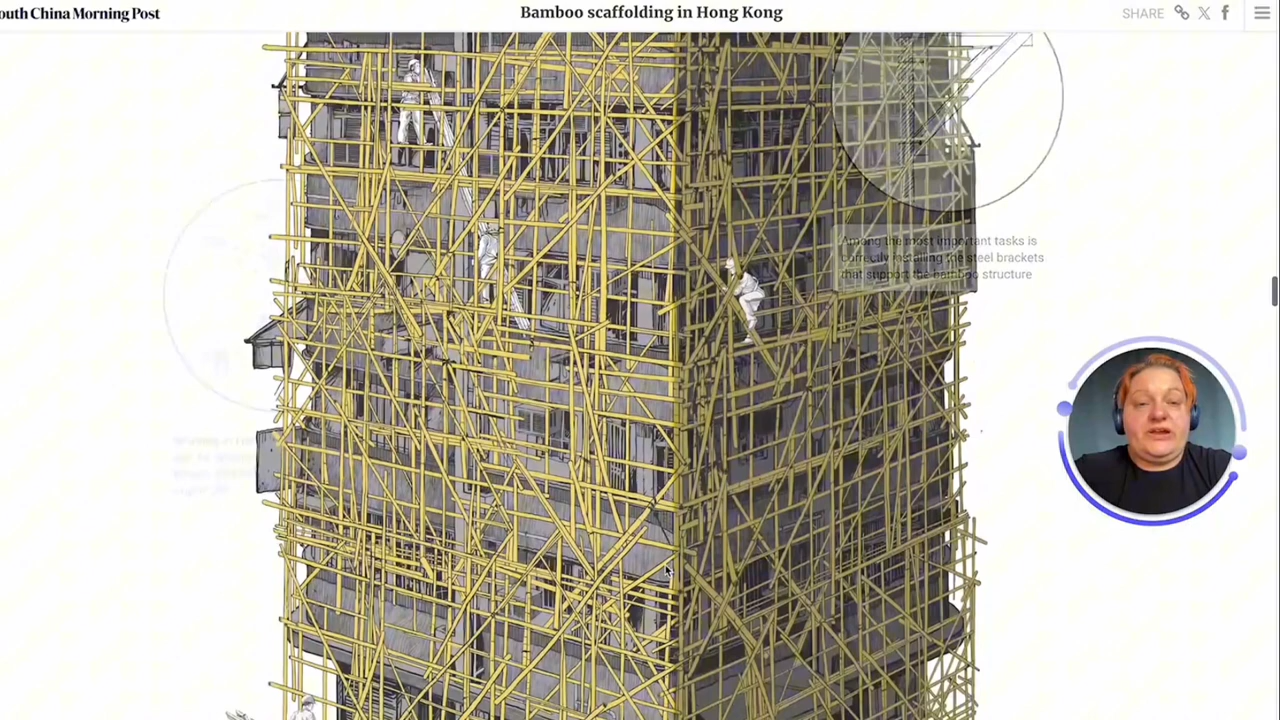 outh China Morning Post
Bamboo scaffolding in Hong Kong
SHARE
Among the most important tasks is
correctly installing the steel brackets
that support the bamboo structure